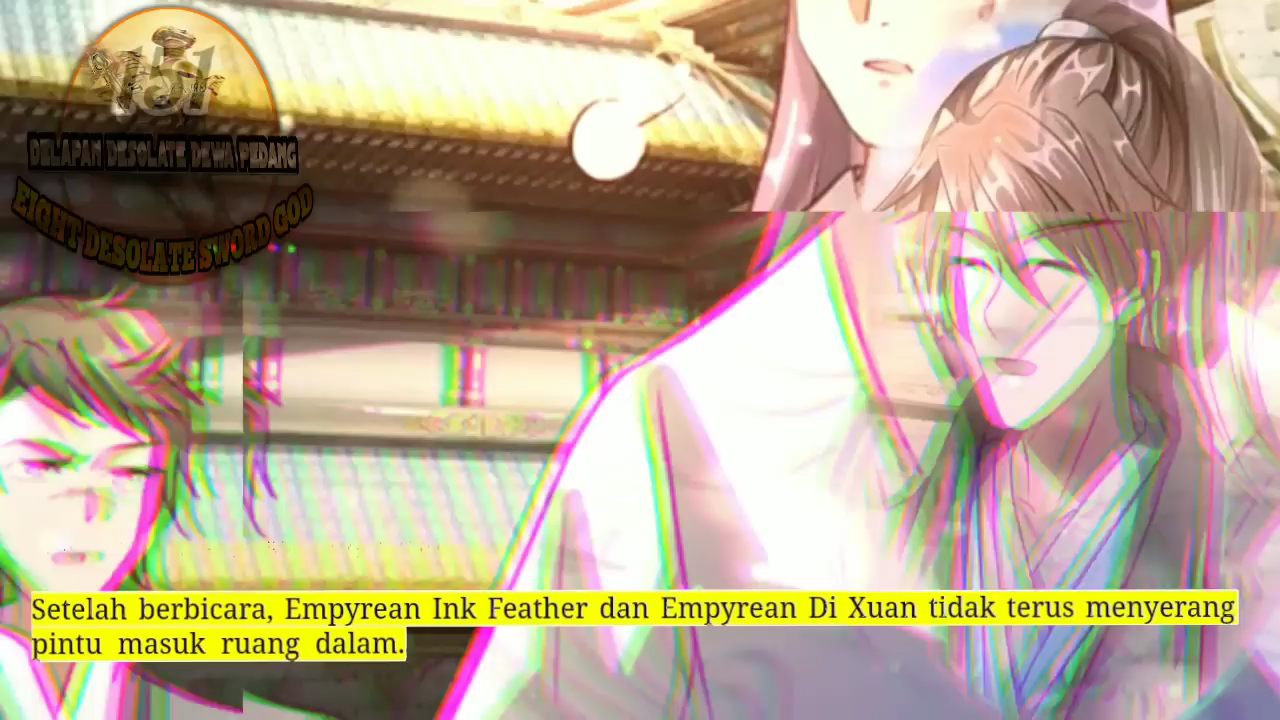 151
DELAPAN DESOLATE DEWA PEDANG
EIGHT DESOLATE SWORD GOD
Setelah berbicara, Empyrean Ink Feather dan Empyrean Di Xuan tidak terus menyerang
pintu masuk ruang dalam.